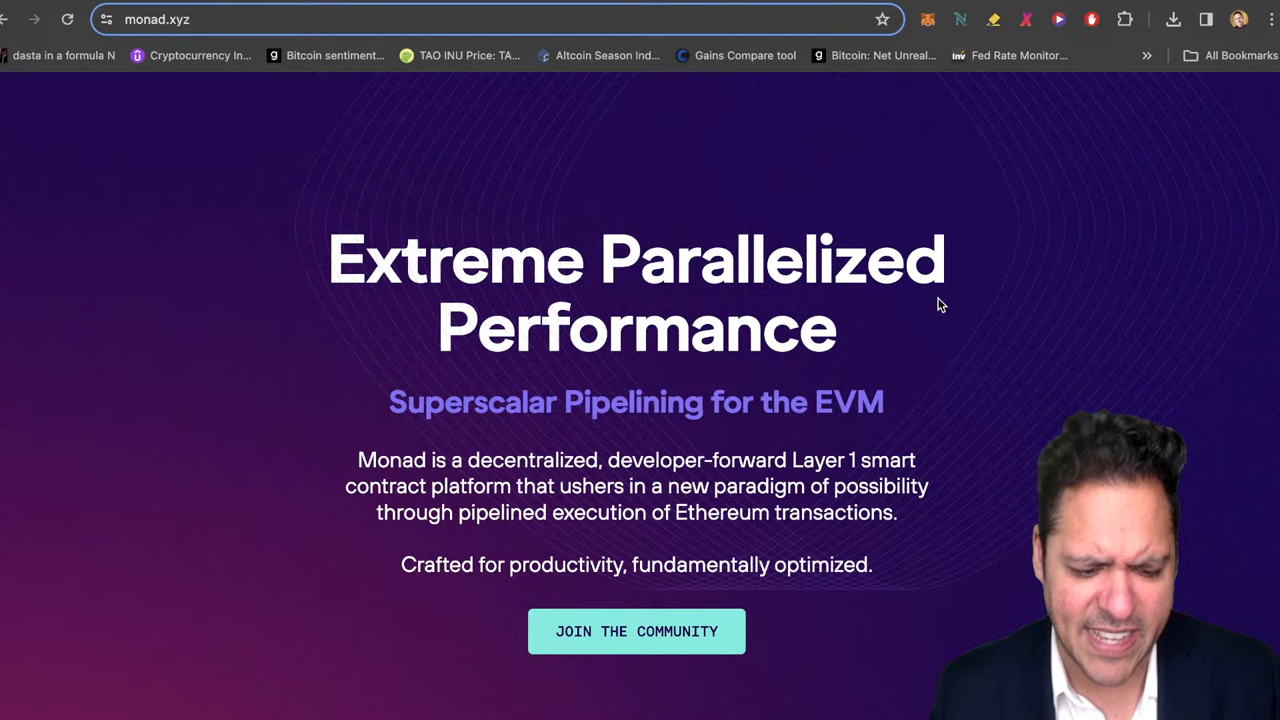 monad.xyz
dasta in a formula N
Cryptocurrency In...
Bitcoin sentiment...
TAO INU Price: TA...
Altcoin Season Ind...
Gains Compare tool
Bitcoin: Net Unreal...
Inv Fed Rate Monitor...
All Bookmarks
Extreme Parallelized
Performance
Superscalar Pipelining for the EVM
Monad is a decentralized, developer-forward Layer 1 smart
contract platform that ushers in a new paradigm of possibility
through pipelined execution of Ethereum transactions.
Crafted for productivity, fundamentally optimized.
JOIN THE COMMUNITY